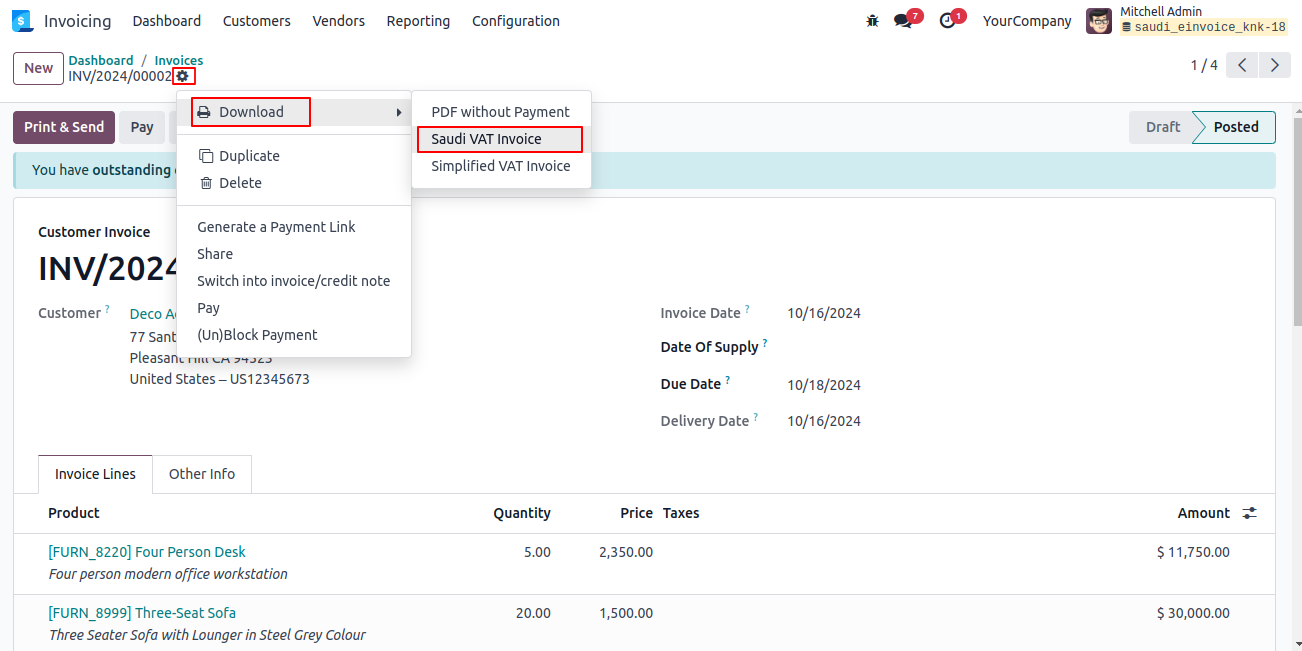 Invoicing Dashboard Customers Vendors Reporting Configuration 7 1 YourCompany Mitchell Admin
saudi_einvoice_knk-18
New Dashboard / Invoices
INV/2024/00002 1 / 4
Print & Send Pay Draft Posted
Download PDF without Payment
Saudi VAT Invoice
Simplified VAT Invoice
Duplicate
Delete
Generate a Payment Link
Share
Switch into invoice/credit note
Pay
(Un)Block Payment
You have outstanding
Customer Invoice
INV/2024
Customer ? Deco
77 Sant
Pleasant Hill CA 94523
United States – US12345673
Invoice Date ? 10/16/2024
Date Of Supply ?
Due Date ? 10/18/2024
Delivery Date ? 10/16/2024
Invoice Lines Other Info
Product Quantity Price Taxes Amount
[FURN_8220] Four Person Desk 5.00 2,350.00 $ 11,750.00
Four person modern office workstation
[FURN_8999] Three-Seat Sofa 20.00 1,500.00 $ 30,000.00
Three Seater Sofa with Lounger in Steel Grey Colour